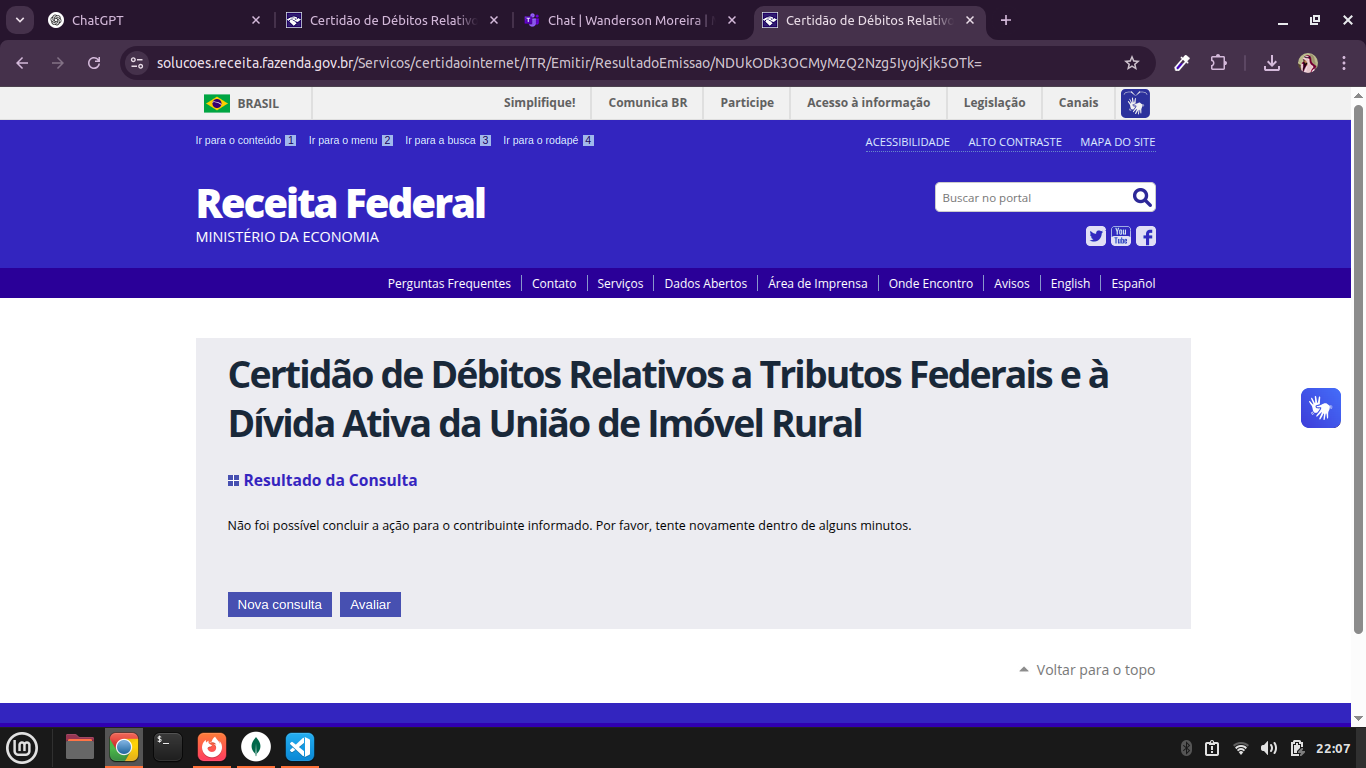 ChatGPT
Certidão de Débitos Relativo
Chat | Wanderson Moreira |
Certidão de Débitos Relativo
solucoes.receita.fazenda.gov.br/Servicos/certidaointernet/ITR/Emitir/ResultadoEmissao/NDUkODk3OCMyMzQ2Nzg5IyojKjk5OTk=
BRASIL
Simplifique!
Comunica BR
Participe
Acesso à informação
Legislação
Canais
Ir para o conteúdo 1 Ir para o menu 2 Ir para a busca 3 Ir para o rodapé 4
ACESSIBILIDADE ALTO CONTRASTE MAPA DO SITE
Receita Federal
Buscar no portal
MINISTÉRIO DA ECONOMIA
You Tube
Perguntas Frequentes Contato Serviços Dados Abertos Área de Imprensa Onde Encontro Avisos English Español
Certidão de Débitos Relativos a Tributos Federais e à
Dívida Ativa da União de Imóvel Rural
Resultado da Consulta
Não foi possível concluir a ação para o contribuinte informado. Por favor, tente novamente dentro de alguns minutos.
Nova consulta Avaliar
Voltar para o topo
22:07